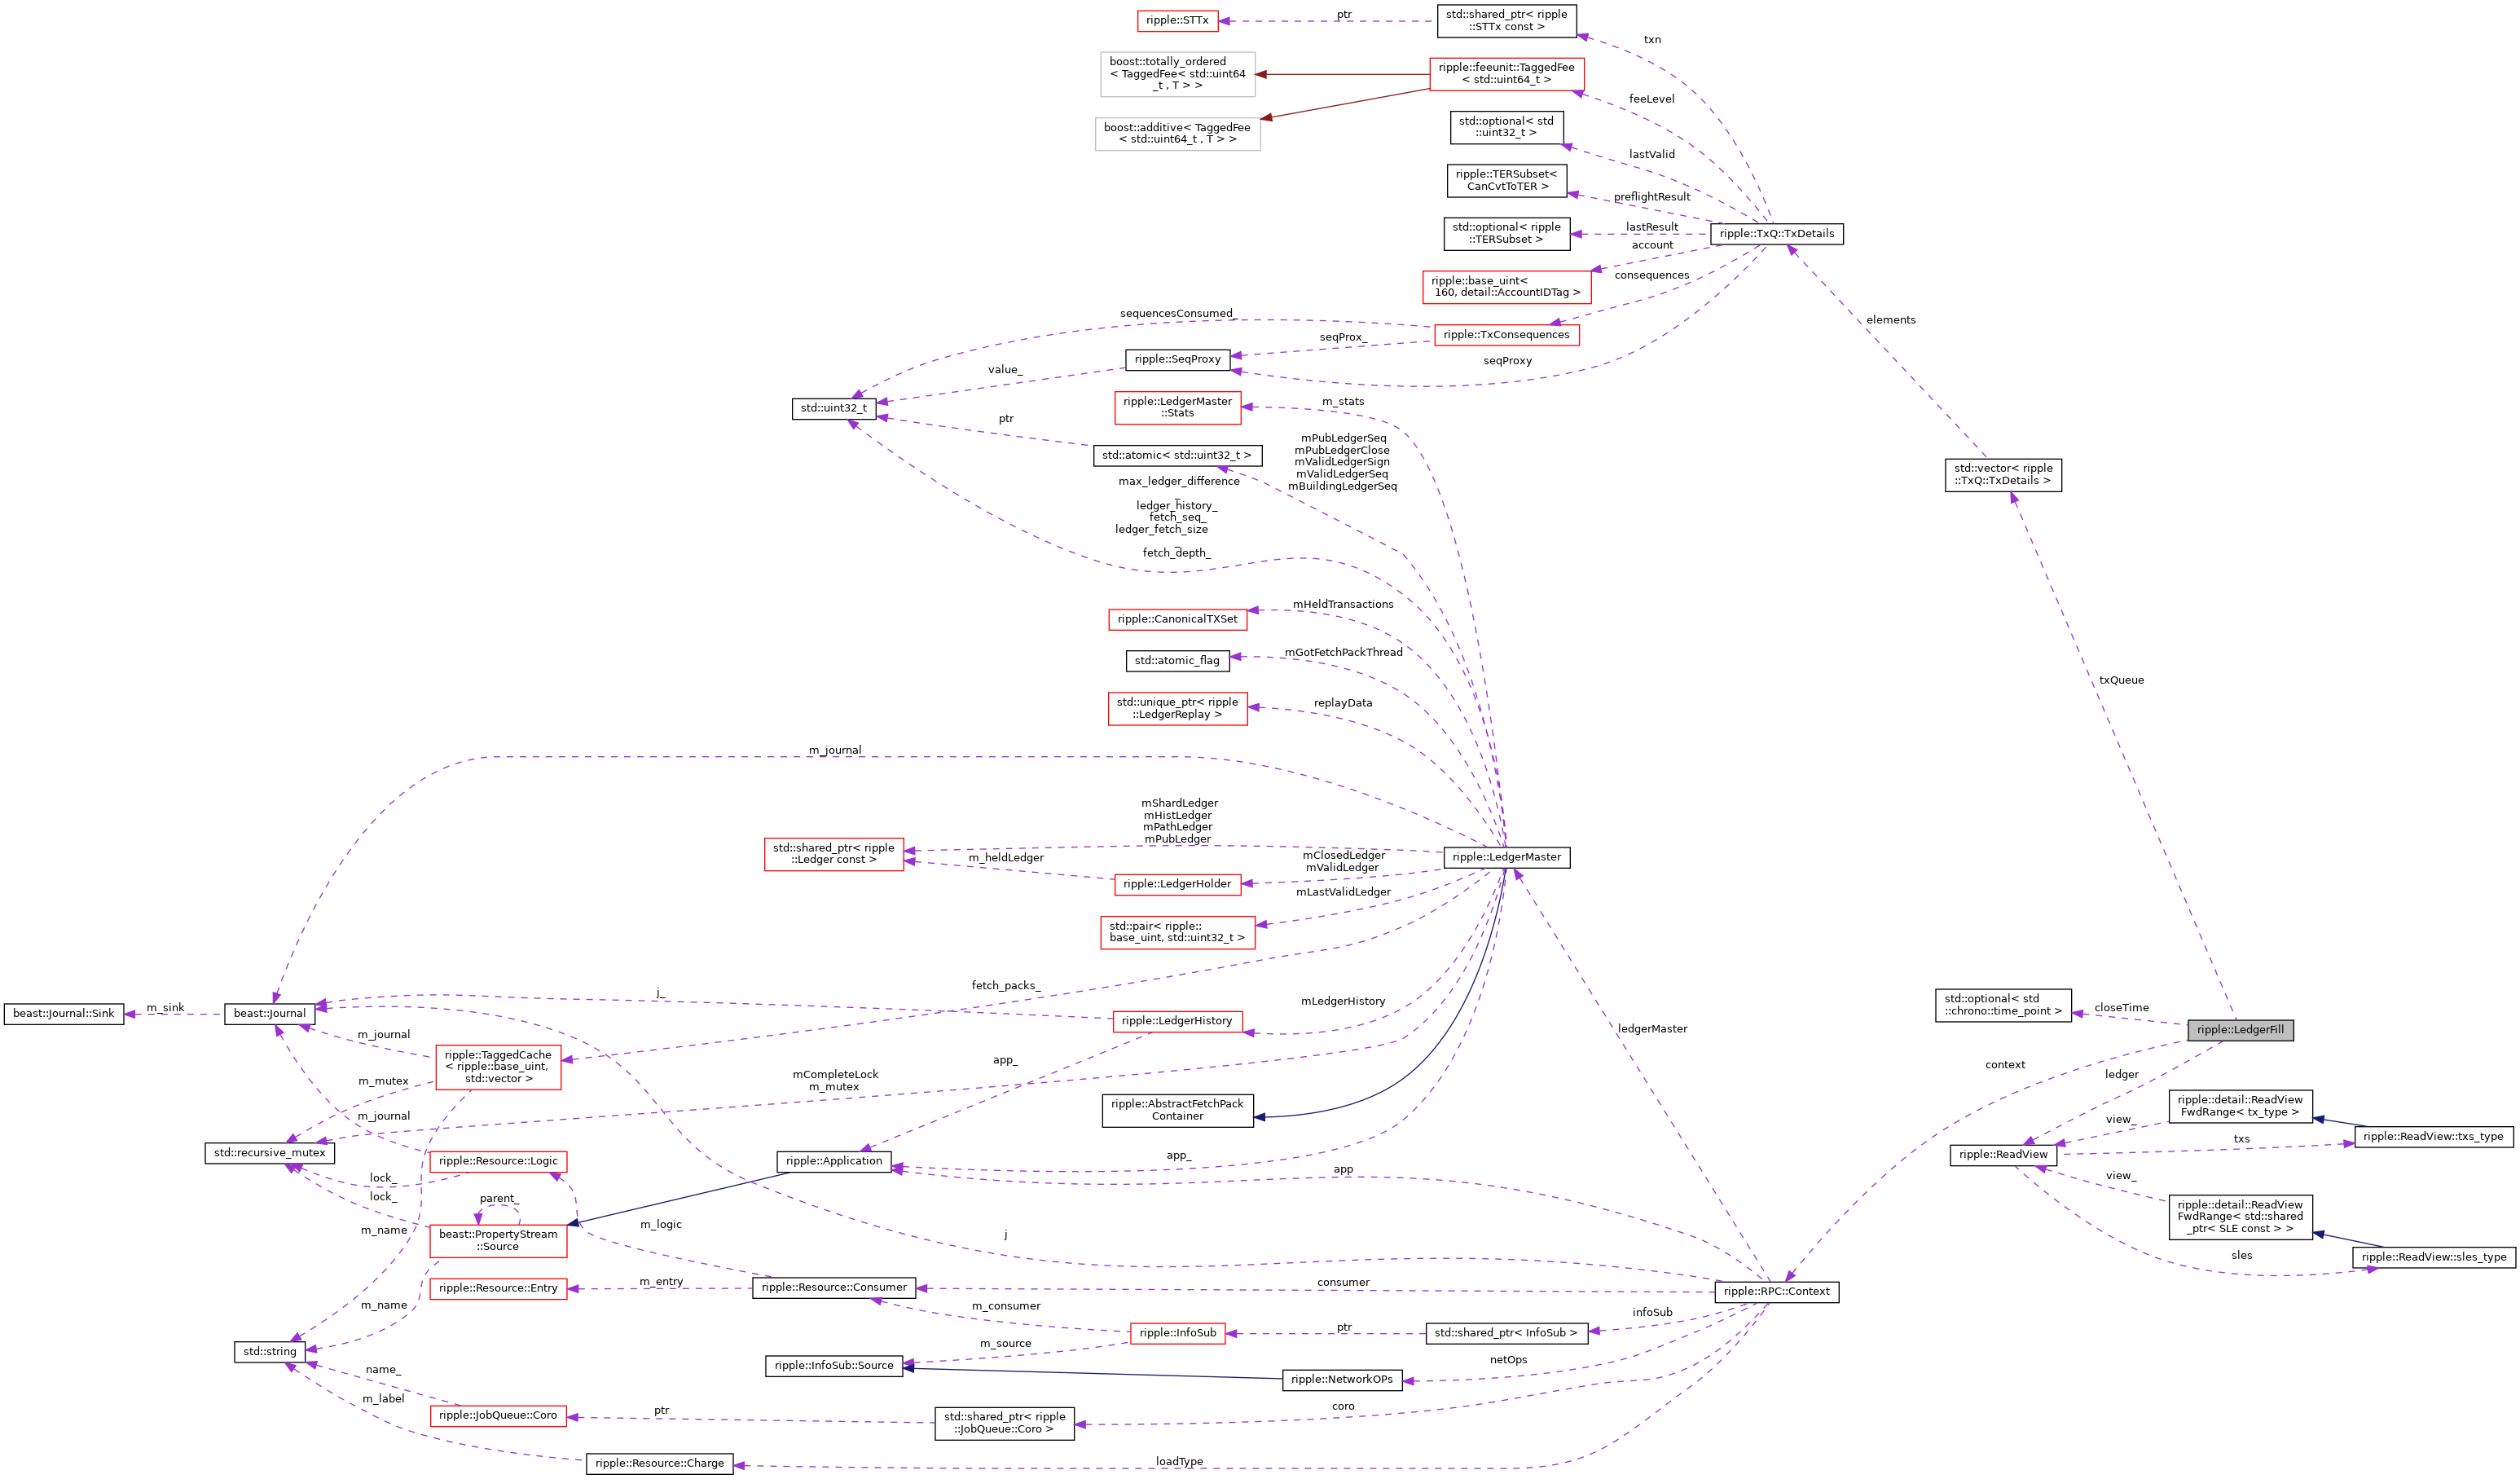 ripple::STTx
ptr
std::shared_ptr< ripple
::STTx const >
txn
boost::totally_ordered
< TaggedFee< std::uint64
_t , T > >
ripple::feeunit::TaggedFee
< std::uint64_t >
feeLevel
boost::additive< TaggedFee
< std::uint64_t , T > >
std::optional< std
::uint32_t >
lastValid
ripple::TERSubset<
CanCvtToTER >
preflightResult
std::optional< ripple
::TERSubset >
lastResult
ripple::TxQ::TxDetails
account
ripple::base_uint<
160, detail::AccountIDTag >
consequences
sequencesConsumed_
ripple::TxConsequences
seqProx_
ripple::SeqProxy
seqProxy
value_
elements
std::uint32_t
ripple::LedgerMaster
::Stats
m_stats
ptr
std::atomic< std::uint32_t >
mPubLedgerSeq
mPubLedgerClose
mValidLedgerSign
mValidLedgerSeq
mBuildingLedgerSeq
std::vector< ripple
::TxQ::TxDetails >
max_ledger_difference
_
ledger_history_
fetch_seq_
ledger_fetch_size
_
fetch_depth_
ripple::CanonicalTXSet
mHeldTransactions
std::atomic_flag
mGotFetchPackThread
txQueue
std::unique_ptr< ripple
::LedgerReplay >
replayData
m_journal
mShardLedger
mHistLedger
mPathLedger
mPubLedger
std::shared_ptr< ripple
::Ledger const >
m_heldLedger
ripple::LedgerHolder
mClosedLedger
mValidLedger
ripple::LedgerMaster
mLastValidLedger
std::pair< ripple::
base_uint, std::uint32_t >
fetch_packs_
beast::Journal::Sink
m_sink
beast::Journal
j_
ripple::LedgerHistory
mLedgerHistory
ledgerMaster
std::optional< std
::chrono::time_point >
closeTime
ripple::LedgerFill
m_journal
ripple::TaggedCache
< ripple::base_uint,
std::vector >
app_
mCompleteLock
m_mutex
context
ledger
m_mutex
m_journal
ripple::AbstractFetchPack
Container
ripple::detail::ReadView
FwdRange< tx_type >
view_
ripple::ReadView::txs_type
txs
std::recursive_mutex
ripple::Resource::Logic
ripple::Application
app_
app
ripple::ReadView
lock_
lock_
parent_
view_
ripple::detail::ReadView
FwdRange< std::shared
_ptr< SLE const > >
m_name
beast::PropertyStream
::Source
m_logic
j
sles
ripple::ReadView::sles_type
ripple::Resource::Entry
m_entry
ripple::Resource::Consumer
consumer
ripple::RPC::Context
m_name
m_consumer
infoSub
ripple::InfoSub
ptr
std::shared_ptr< InfoSub >
std::string
m_source
ripple::InfoSub::Source
netOps
ripple::NetworkOPs
name_
m_label
ripple::JobQueue::Coro
ptr
std::shared_ptr< ripple
::JobQueue::Coro >
coro
ripple::Resource::Charge
loadType